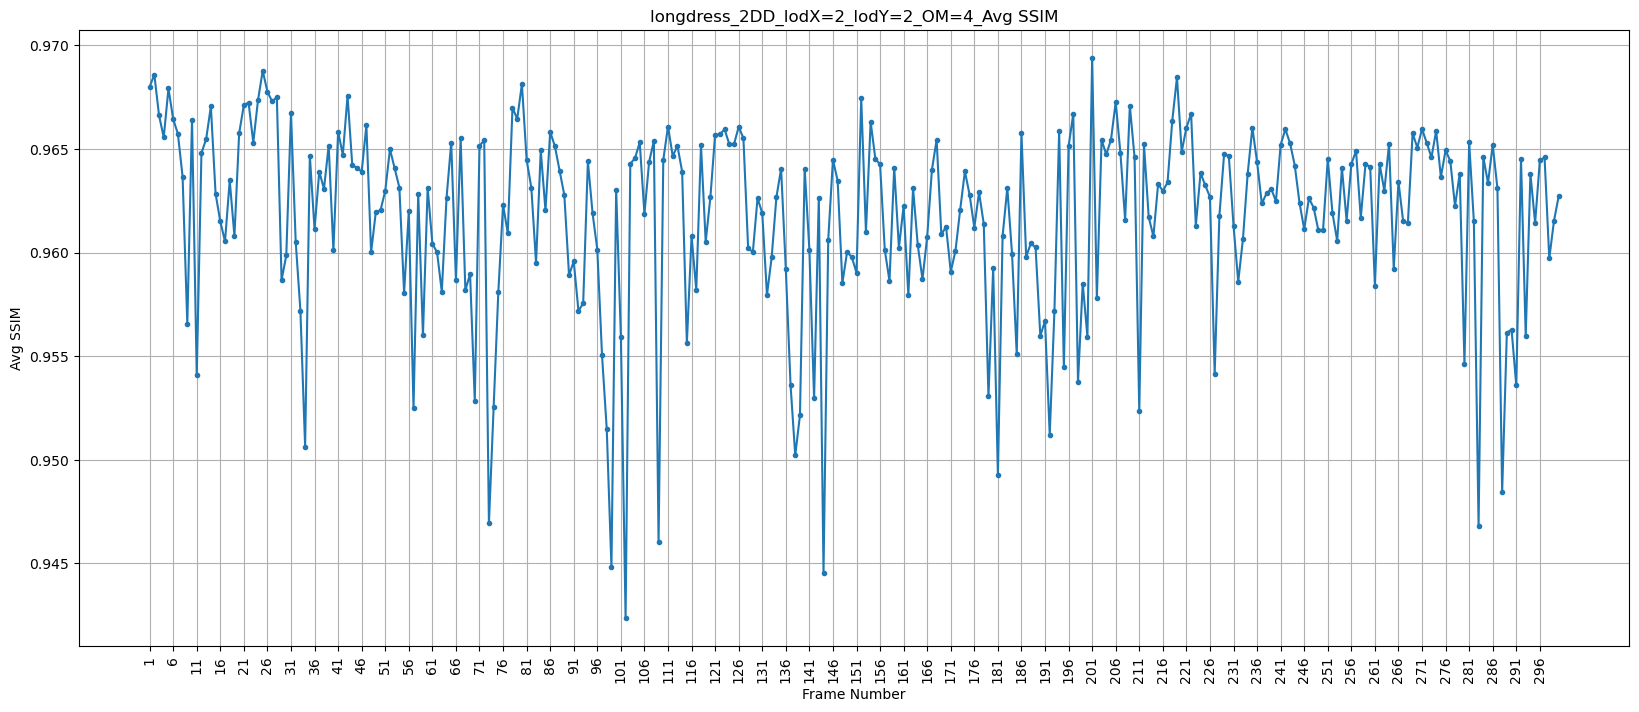 longdress_2DD_lodX=2_lodY=2_OM=4_Avg SSIM
0.970
0.965
0.960
0.955
0.950
0.945
Avg SSIM
1 6 11 16 21 26 31 36 41 46 51 56 61 66 71 76 81 86 91 96 101 106 111 116 121 126 131 136 141 146 151 156 161 166 171 176 181 186 191 196 201 206 211 216 221 226 231 236 241 246 251 256 261 266 271 276 281 286 291 296
Frame Number